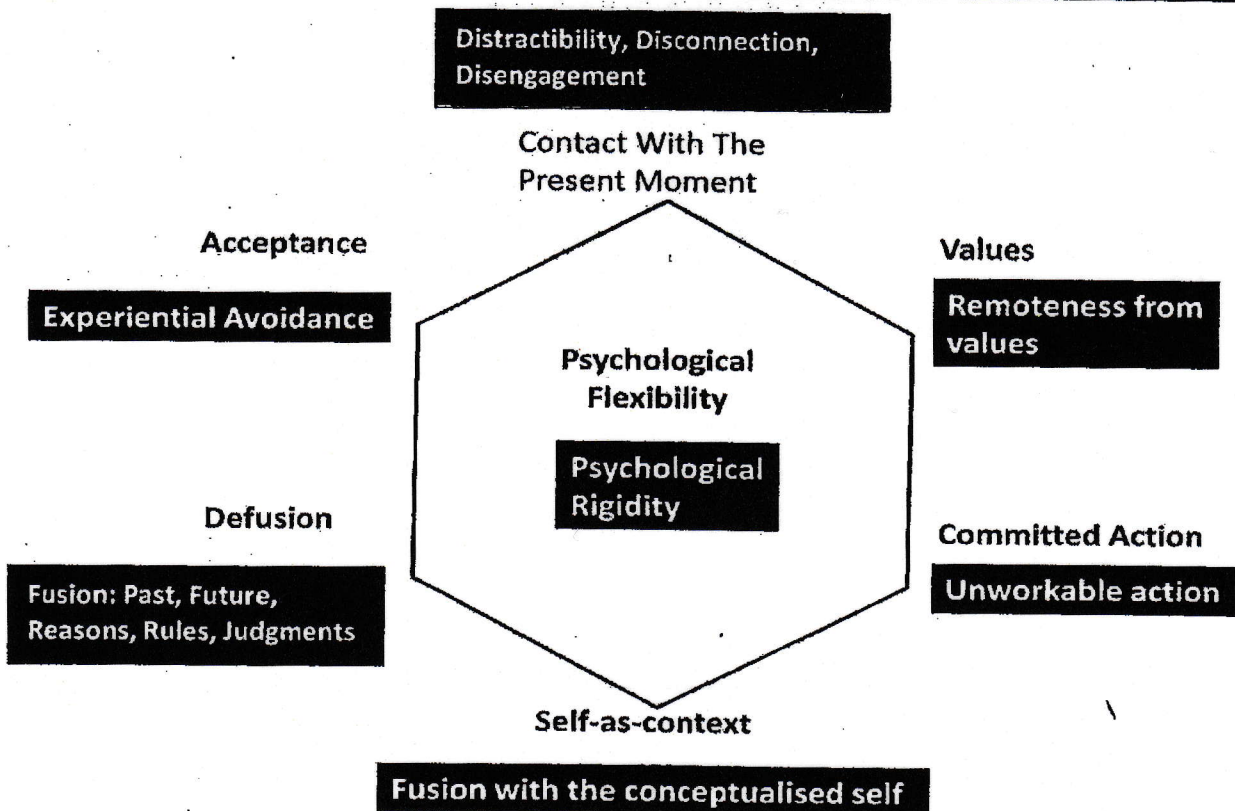 Distractibility, Disconnection,
Disengagement
Contact With The
Present Moment
Acceptance
Experiential Avoidance
Values
Remoteness from
values
Psychological
Flexibility
Psychological
Rigidity
Defusion
Fusion: Past, Future,
Reasons, Rules, Judgments
Committed Action
Unworkable action
Self-as-context
Fusion with the conceptualised self